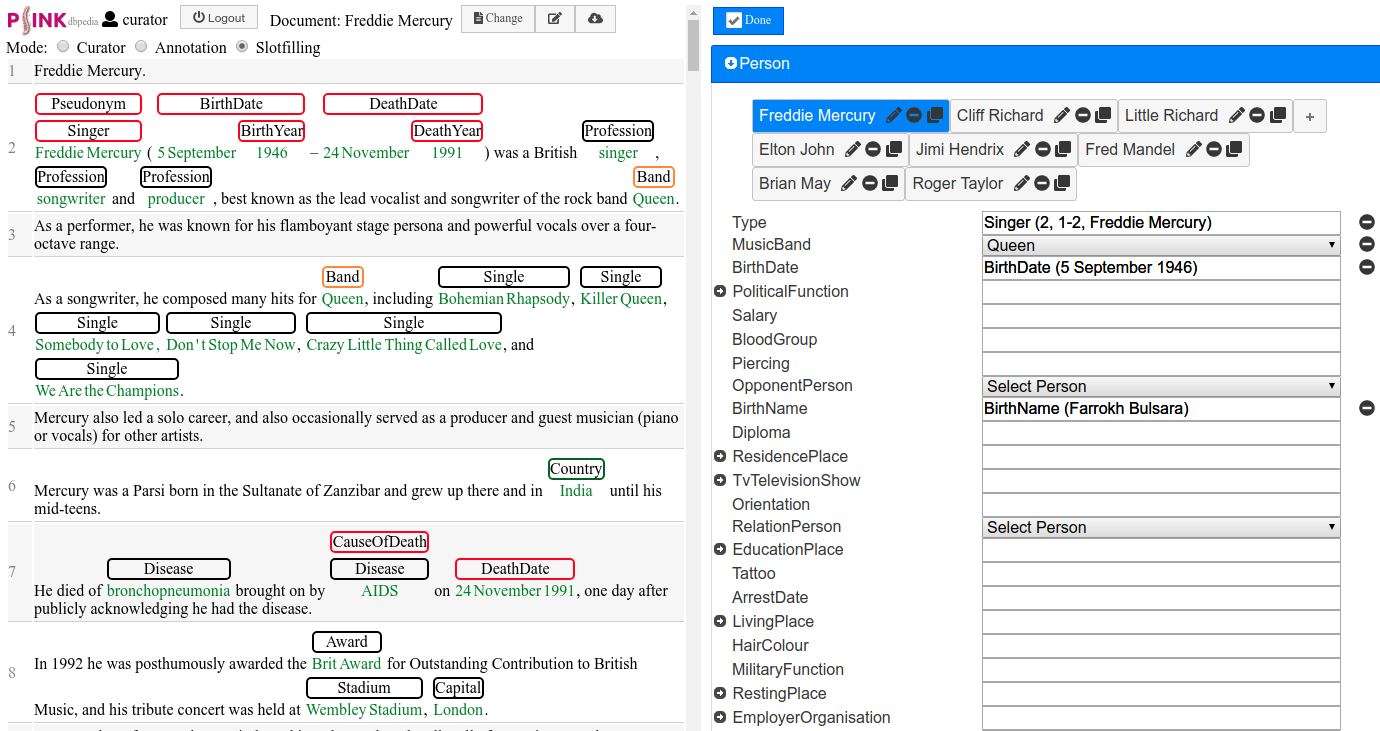 PSINK dbpedia curator Logout Document: Freddie Mercury Change
Mode: Curator Annotation Slotfilling
1 Freddie Mercury.
Pseudonym BirthDate DeathDate
Singer BirthYear DeathYear Profession
2 Freddie Mercury ( 5 September 1946 – 24 November 1991 ) was a British singer ,
Profession Profession Band
songwriter and producer , best known as the lead vocalist and songwriter of the rock band Queen.
3 As a performer, he was known for his flamboyant stage persona and powerful vocals over a four-
octave range.
Band Single Single
As a songwriter, he composed many hits for Queen, including Bohemian Rhapsody, Killer Queen,
Single Single Single
4 Somebody to Love, Don't Stop Me Now, Crazy Little Thing Called Love, and
Single
We Are the Champions.
5 Mercury also led a solo career, and also occasionally served as a producer and guest musician (piano
or vocals) for other artists.
Country
6 Mercury was a Parsi born in the Sultanate of Zanzibar and grew up there and in India until his
mid-teens.
CauseOfDeath
7 Disease Disease DeathDate
He died of bronchopneumonia brought on by AIDS on 24 November 1991, one day after
publicly acknowledging he had the disease.
Award
8 In 1992 he was posthumously awarded the Brit Award for Outstanding Contribution to British
Stadium Capital
Music, and his tribute concert was held at Wembley Stadium, London.
Done
Person
Freddie Mercury Cliff Richard Little Richard +
Elton John Jimi Hendrix Fred Mandel
Brian May Roger Taylor
Type Singer (2, 1-2, Freddie Mercury)
MusicBand Queen
BirthDate BirthDate (5 September 1946)
PoliticalFunction
Salary
BloodGroup
Piercing
OpponentPerson Select Person
BirthName BirthName (Farrokh Bulsara)
Diploma
ResidencePlace
TvTelevisionShow
Orientation
RelationPerson Select Person
EducationPlace
Tattoo
ArrestDate
LivingPlace
HairColour
MilitaryFunction
RestingPlace
EmployerOrganisation